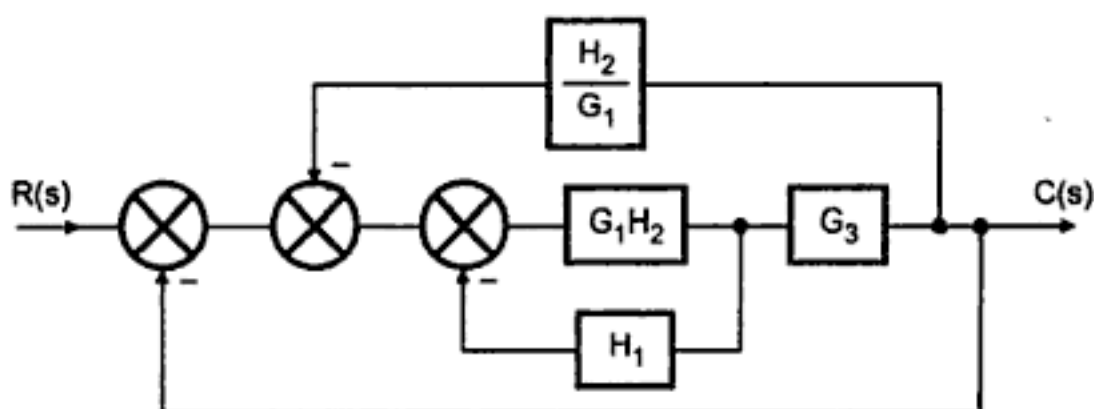 H₂
G₁
−
R(s)
G₁H₂
G₃
C(s)
−
−
H₁